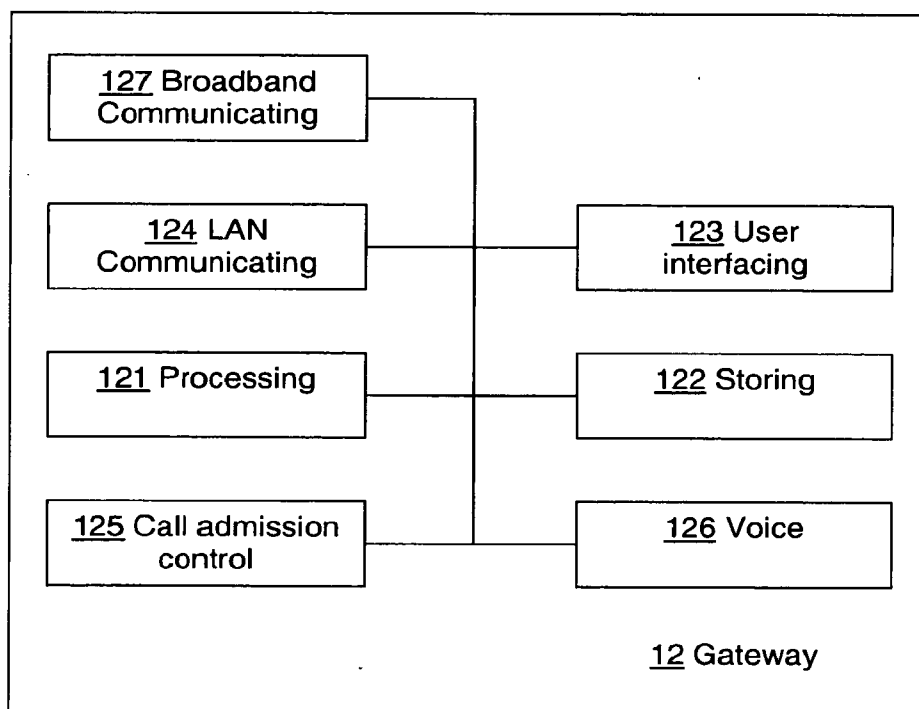 127 Broadband
Communicating
124 LAN
Communicating
123 User
interfacing
121 Processing
122 Storing
125 Call admission
control
126 Voice
12 Gateway